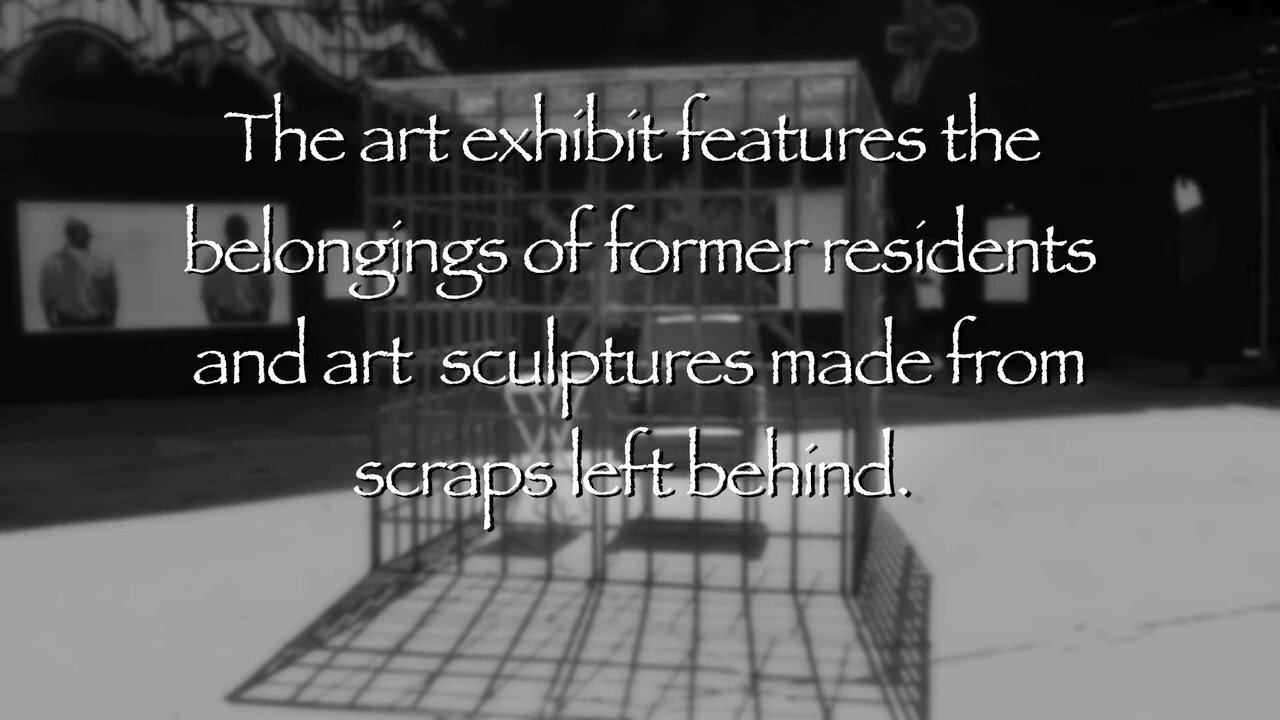 The art exhibit features the
belongings of former residents
and art  sculptures made from
scraps left behind.